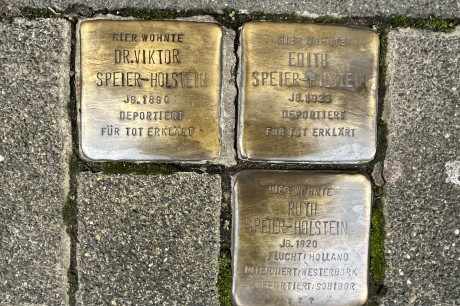 HIER WOHNTE
DR. VIKTOR
SPEIER-HOLSTEIN
JG. 1890
DEPORTIERT
FÜR TOT ERKLÄRT
HIER WOHNTE
EDITH
SPEIER-HOLSTEIN
JG. 1923
DEPORTIERT
FÜR TOT ERKLÄRT
HIER WOHNTE
RUTH
SPEIER-HOLSTEIN
JG. 1920
FLUCHT/HOLLAND
INTERNIERT/WESTERBORK
DEPORTIERT/SOBIBOR
? ? ?